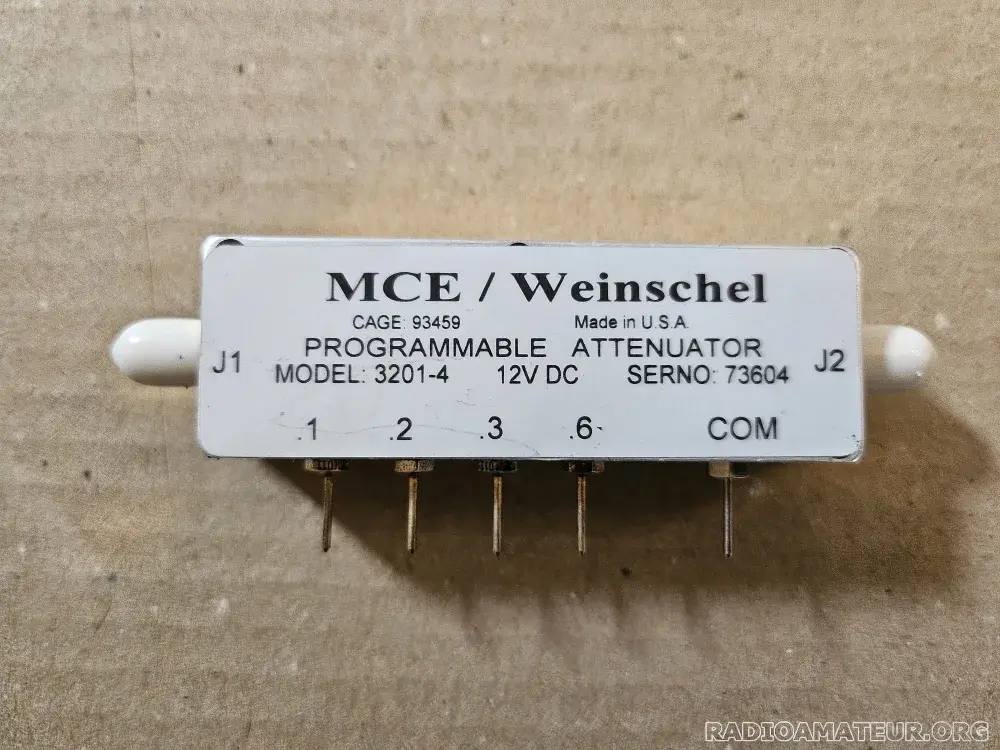 MCE / Weinschel
CAGE: 93459 Made in U.S.A.
PROGRAMMABLE ATTENUATOR
J1 MODEL: 3201-4 12V DC SERNO: 73604 J2
.1 .2 .3 .6 COM
RADIOAMATEUR.ORG